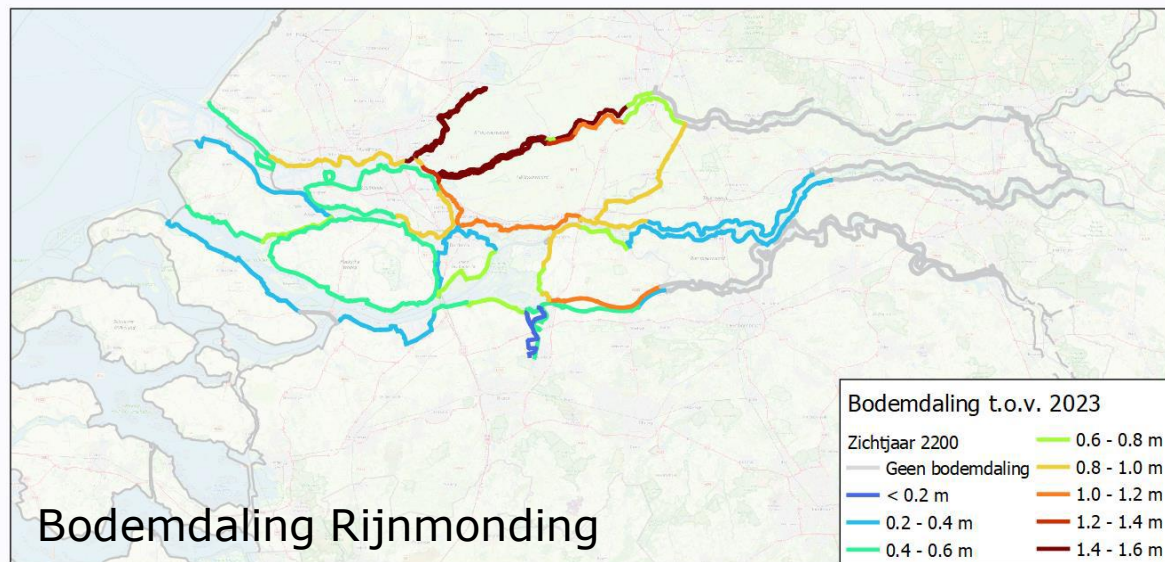 Bodemdaling Rijnmonding
Bodemdaling t.o.v. 2023
Zichtjaar 2200
Geen bodemdaling
< 0.2 m
0.2 - 0.4 m
0.4 - 0.6 m
0.6 - 0.8 m
0.8 - 1.0 m
1.0 - 1.2 m
1.2 - 1.4 m
1.4 - 1.6 m